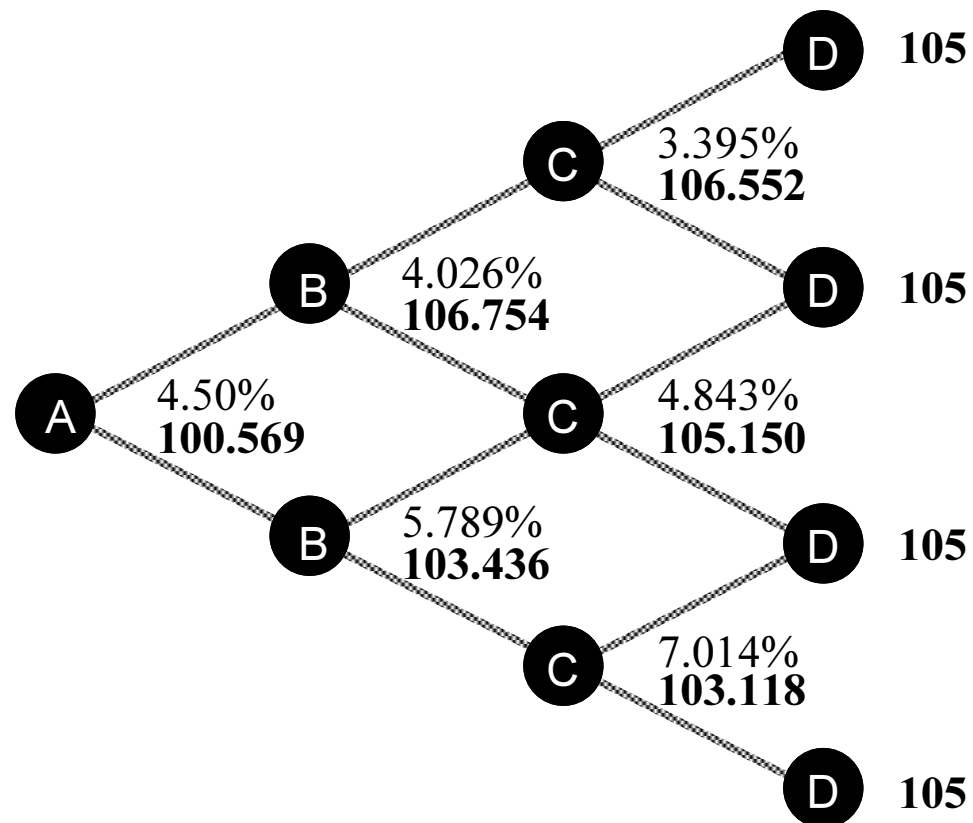 D 105
C 3.395%
106.552
B 4.026%
106.754
D 105
A 4.50%
100.569
C 4.843%
105.150
B 5.789%
103.436
D 105
C 7.014%
103.118
D 105